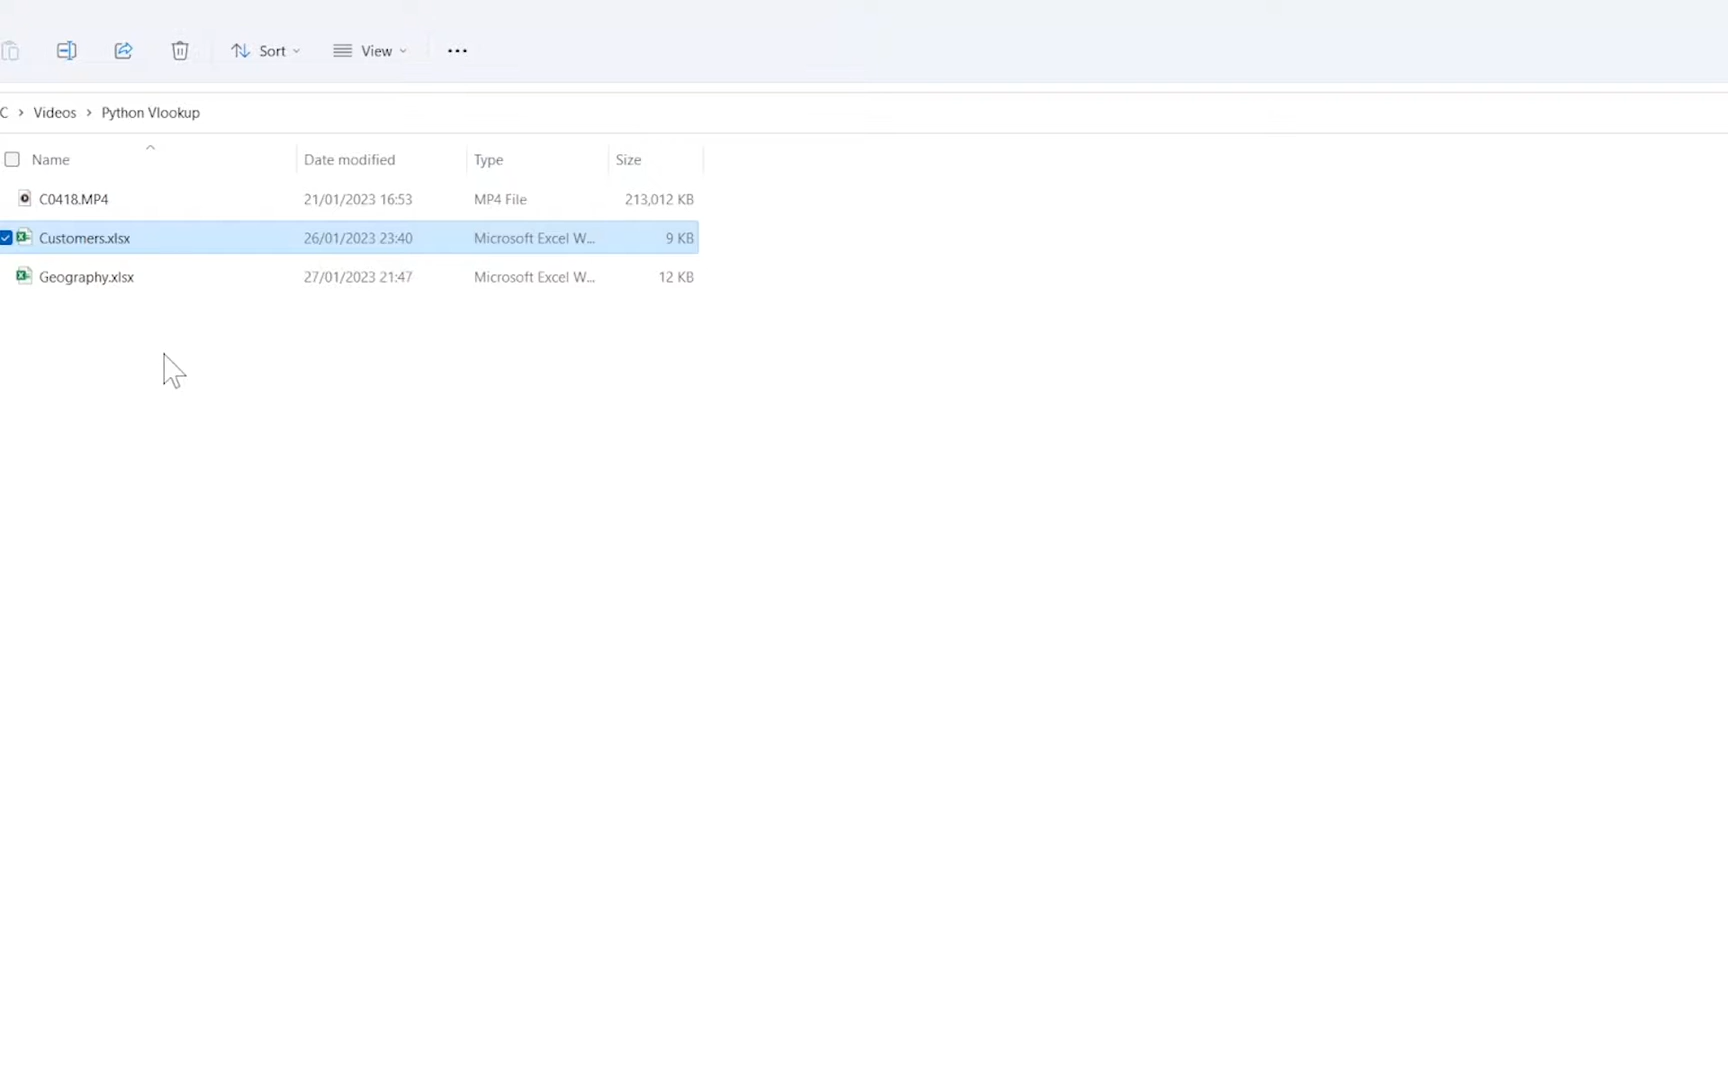 Sort View
C > Videos > Python Vlookup
Name Date modified Type Size
C0418.MP4 21/01/2023 16:53 MP4 File 213,012 KB
Customers.xlsx 26/01/2023 23:40 Microsoft Excel W... 9 KB
Geography.xlsx 27/01/2023 21:47 Microsoft Excel W... 12 KB